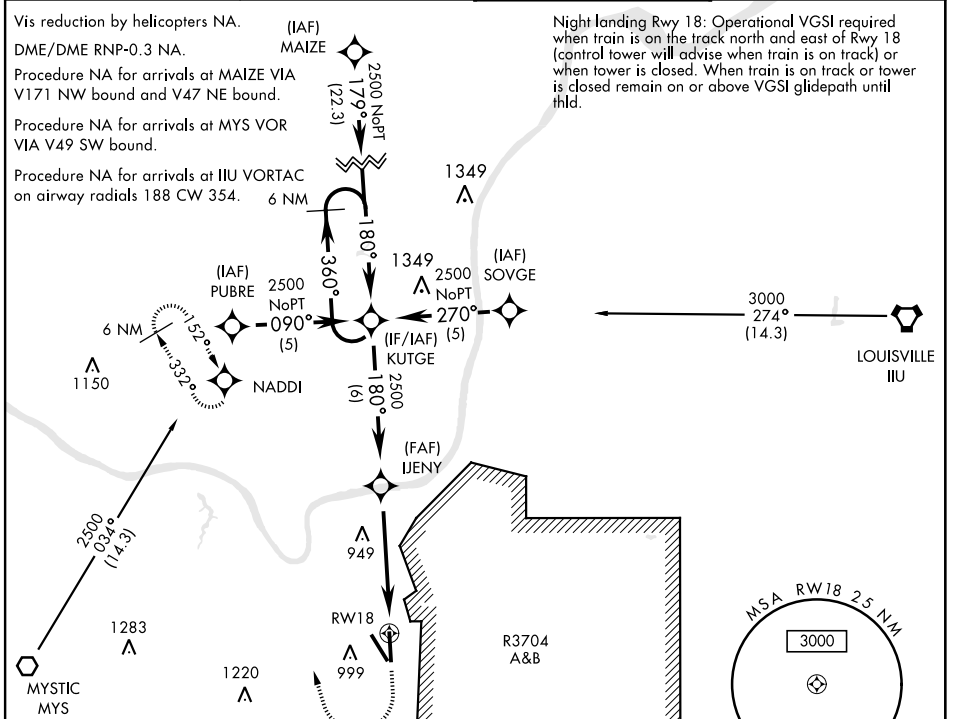 Vis reduction by helicopters NA.
DME/DME RNP-0.3 NA.
Procedure NA for arrivals at MAIZE VIA
V171 NW bound and V47 NE bound.
Procedure NA for arrivals at MYS VOR
VIA V49 SW bound.
Procedure NA for arrivals at IIU VORTAC
on airway radials 188 CW 354.
Night landing Rwy 18: Operational VGSI required
when train is on the track north and east of Rwy 18
(control tower will advise when train is on track) or
when tower is closed. When train is on track or tower
is closed remain on or above VGSI glidepath until
thld.
(IAF)
MAIZE
2500 NoPT
179°
(22.3)
6 NM
180°
360°
1349
1349
(IAF)
PUBRE
2500
NoPT
090°
(5)
(IF/IAF)
KUTGE
2500
NoPT
270°
(5)
(IAF)
SOVGE
3000
274°
(14.3)
LOUISVILLE
IIU
6 NM
152°
332°
NADDI
1150
2500
180°
(6)
(FAF)
IJENY
2500
034°
(14.3)
949
RW18
999
R3704
A&B
1283
1220
MYSTIC
MYS
MSA RW18 25 NM
3000